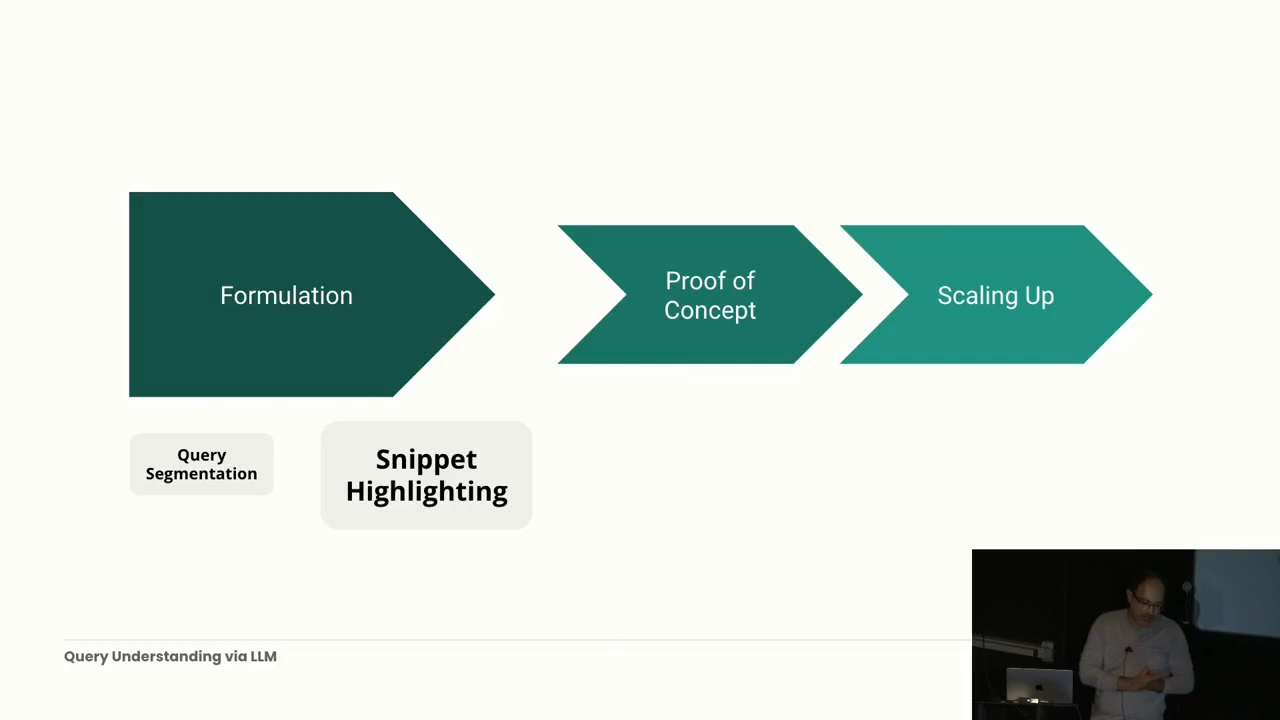 Formulation
Proof of
Concept
Scaling Up
Query
Segmentation
Snippet
Highlighting
Query Understanding via LLM